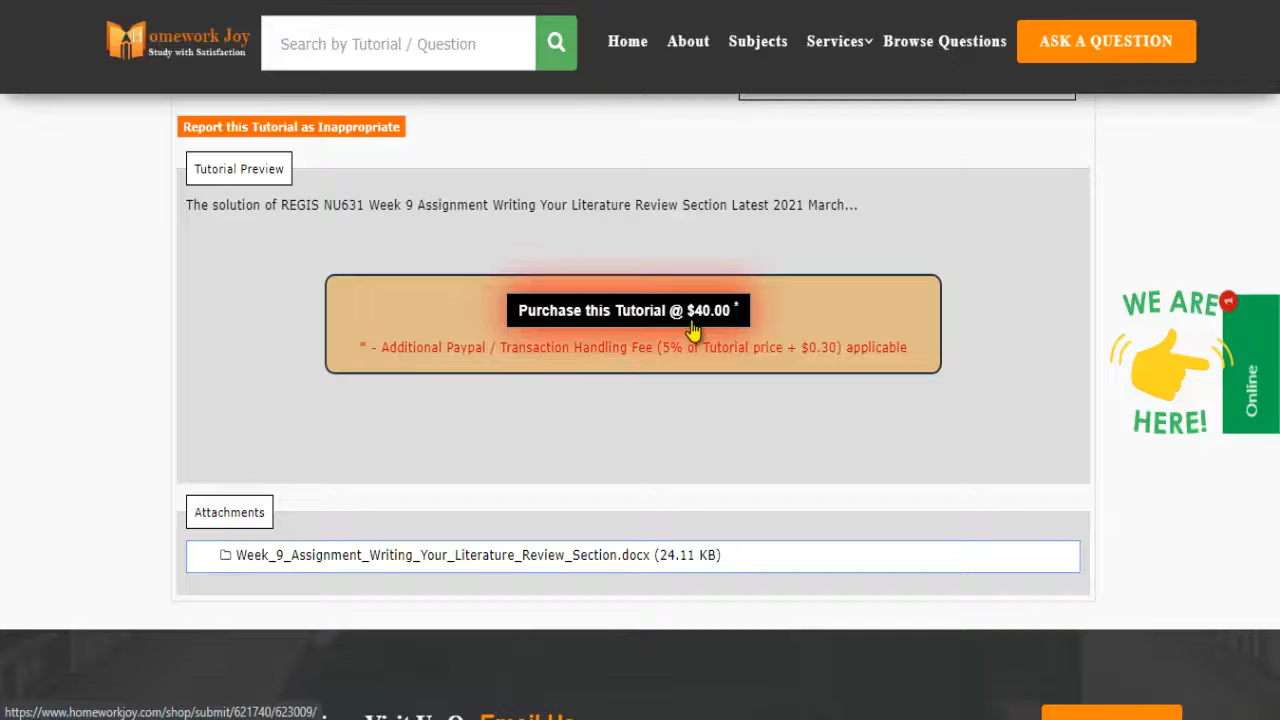 omework Joy
Study with Satisfaction
Search by Tutorial / Question
Home About Subjects Services Browse Questions
ASK A QUESTION
Report this Tutorial as Inappropriate
Tutorial Preview
The solution of REGIS NU631 Week 9 Assignment Writing Your Literature Review Section Latest 2021 March...
Purchase this Tutorial @ $40.00 *
* - Additional Paypal / Transaction Handling Fee (5% of Tutorial price + $0.30) applicable
WE ARE
1
HERE!
Online
Attachments
Week_9_Assignment_Writing_Your_Literature_Review_Section.docx (24.11 KB)
https://www.homeworkjoy.com/shop/submit/621740/623009/
Visit Us Or Email Us